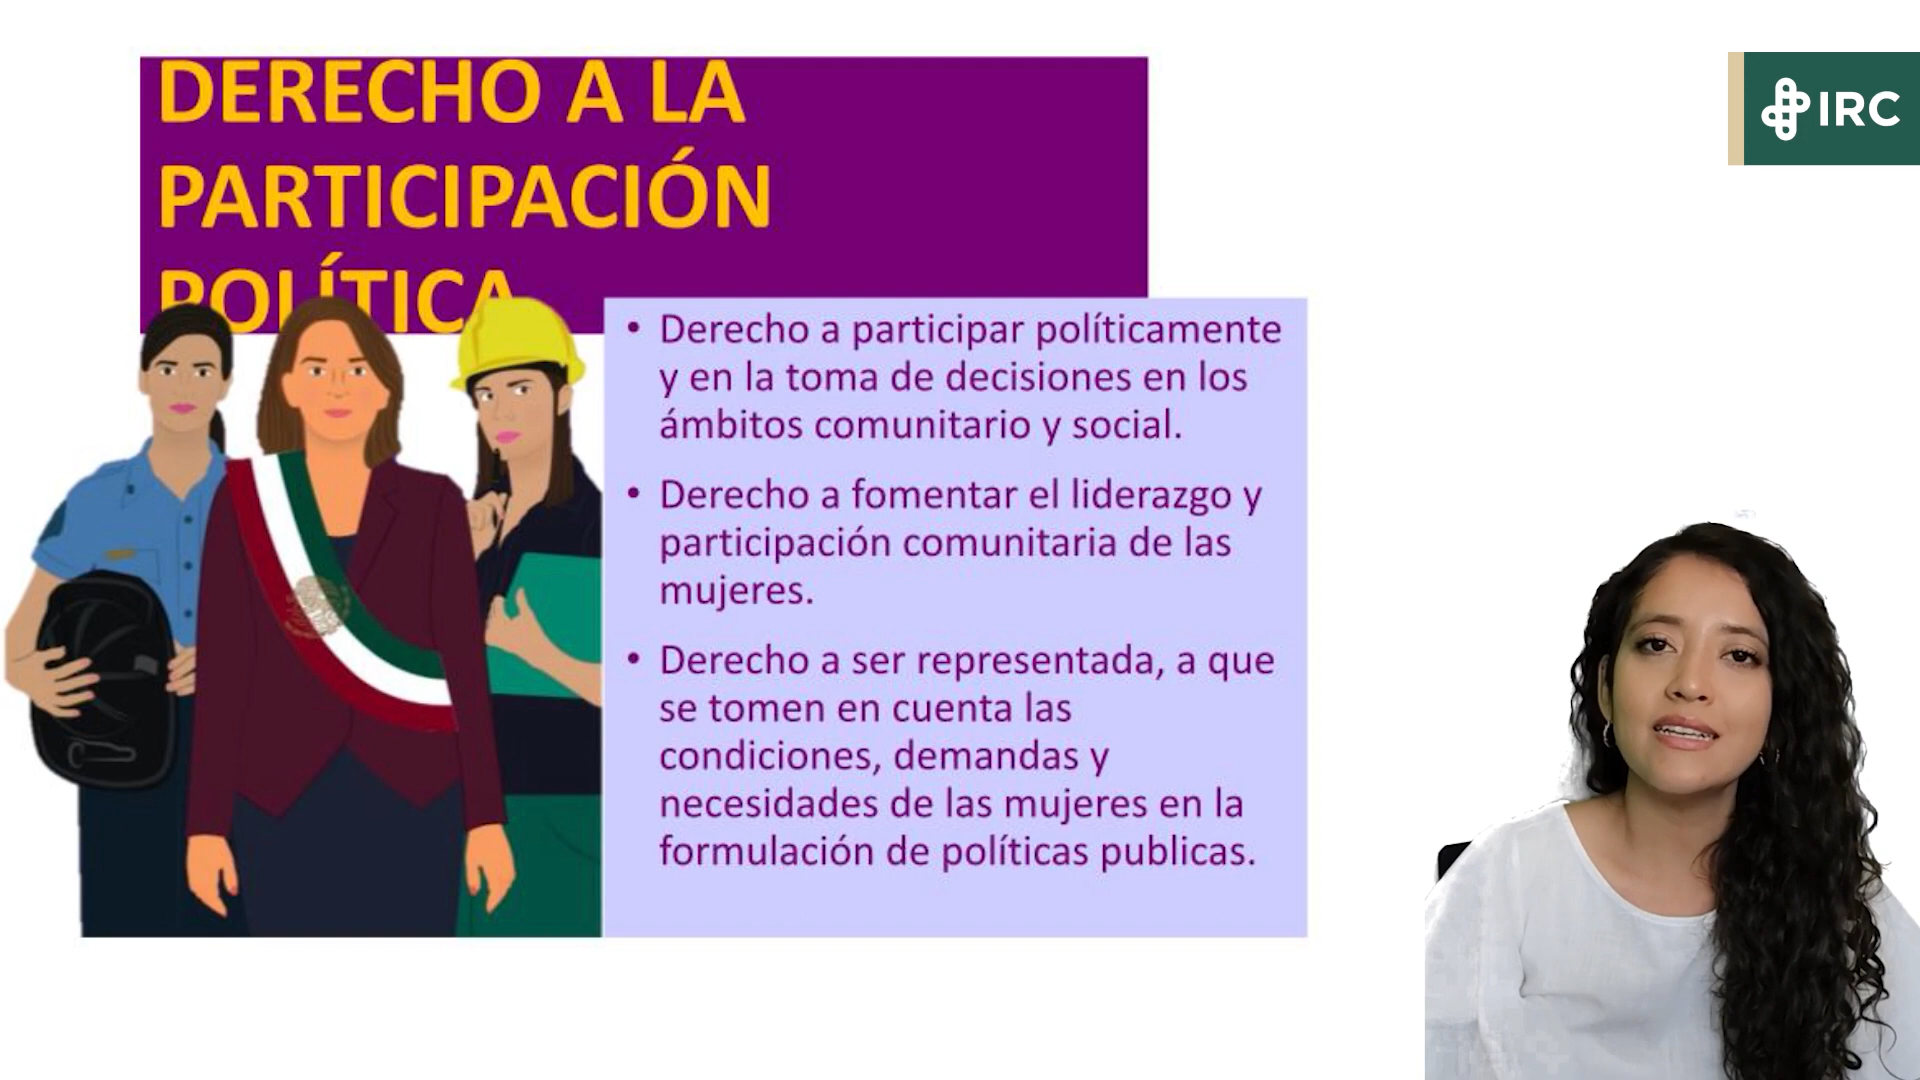 DERECHO A LA
PARTICIPACIÓN
POLÍTICA
IRC
• Derecho a participar políticamente
y en la toma de decisiones en los
ámbitos comunitario y social.
• Derecho a fomentar el liderazgo y
participación comunitaria de las
mujeres.
• Derecho a ser representada, a que
se tomen en cuenta las
condiciones, demandas y
necesidades de las mujeres en la
formulación de políticas publicas.